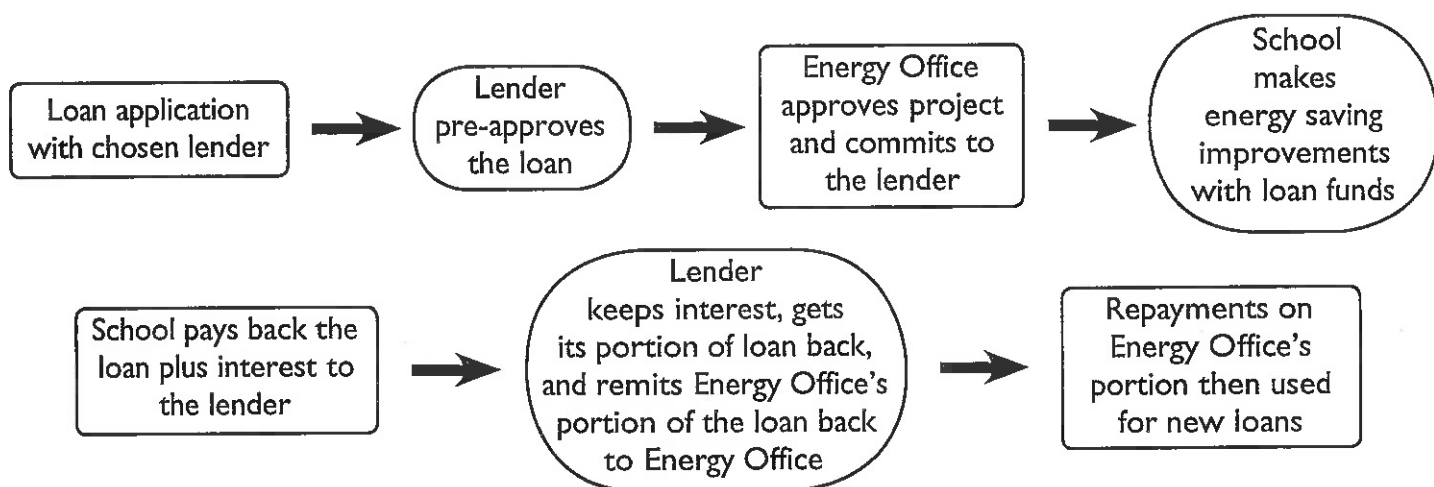 Loan application
with chosen lender
Lender
pre-approves
the loan
Energy Office
approves project
and commits to
the lender
School
makes
energy saving
improvements
with loan funds
School pays back the
loan plus interest to
the lender
Lender
keeps interest, gets
its portion of loan back,
and remits Energy Office's
portion of the loan back
to Energy Office
Repayments on
Energy Office's
portion then used
for new loans